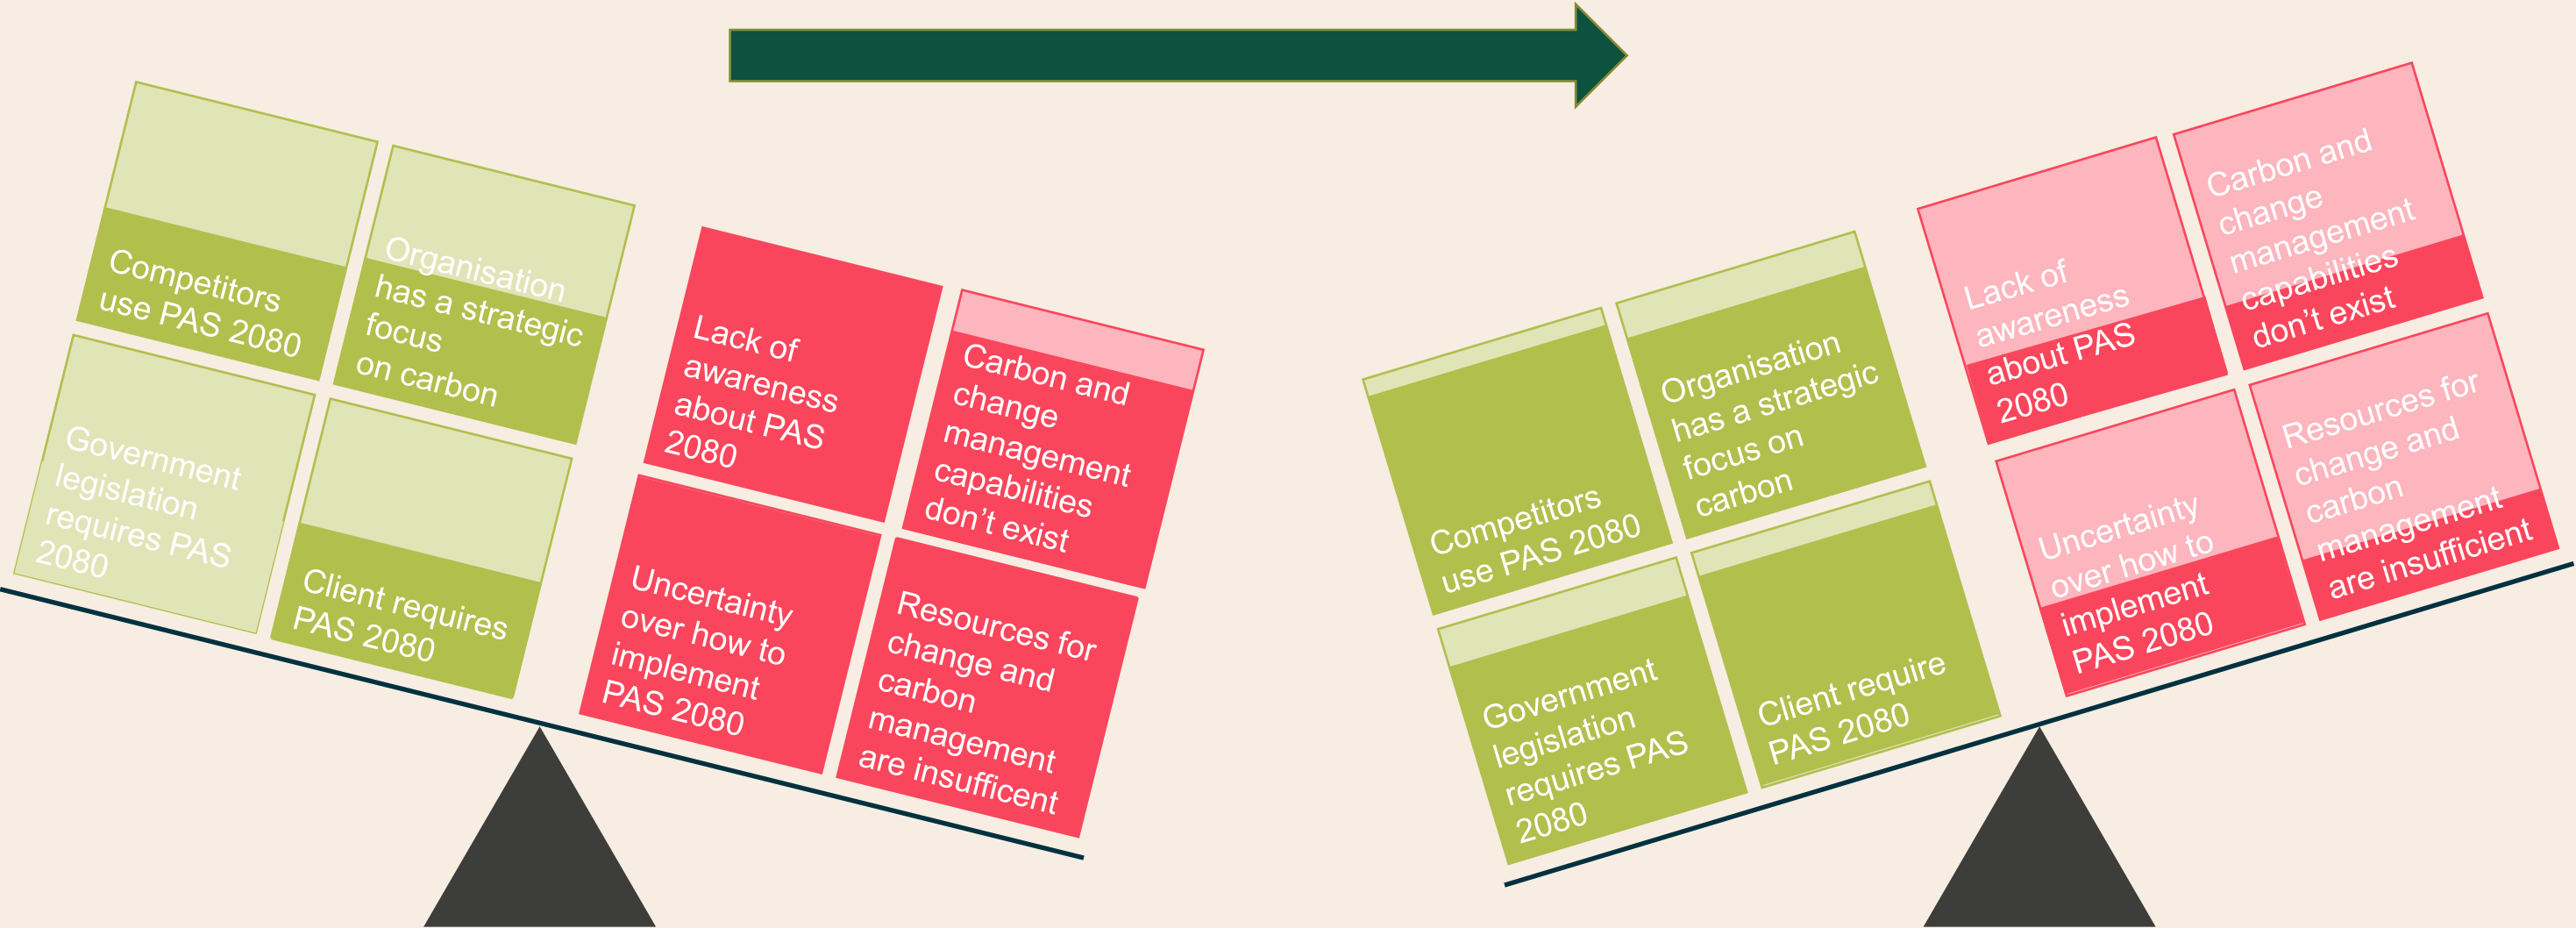 Competitors
use PAS 2080
Organisation
has a strategic
focus
on carbon
Government
legislation
requires PAS
2080
Client requires
PAS 2080
Lack of
awareness
about PAS
2080
Carbon and
change
management
capabilities
don’t exist
Uncertainty
over how to
implement
PAS 2080
Resources for
change and
carbon
management
are insufficent
Competitors
use PAS 2080
Organisation
has a strategic
focus on
carbon
Government
legislation
requires PAS
2080
Client require
PAS 2080
Lack of
awareness
about PAS
2080
Carbon and
change
management
capabilities
don’t exist
Uncertainty
over how to
implement
PAS 2080
Resources for
change and
carbon
management
are insufficient